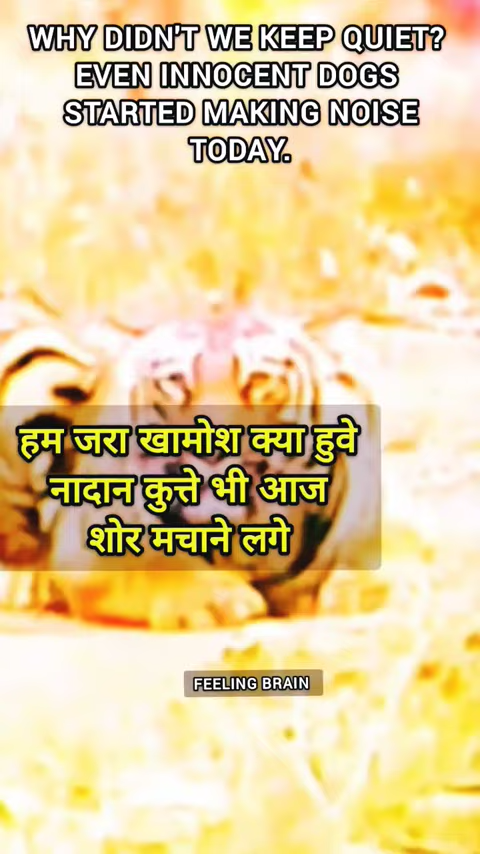 WHY DIDN'T WE KEEP QUIET?
EVEN INNOCENT DOGS
STARTED MAKING NOISE
TODAY.
हम जरा खामोश क्या हुवे
नादान कुत्ते भी आज
शोर मचाने लगे
FEELING BRAIN